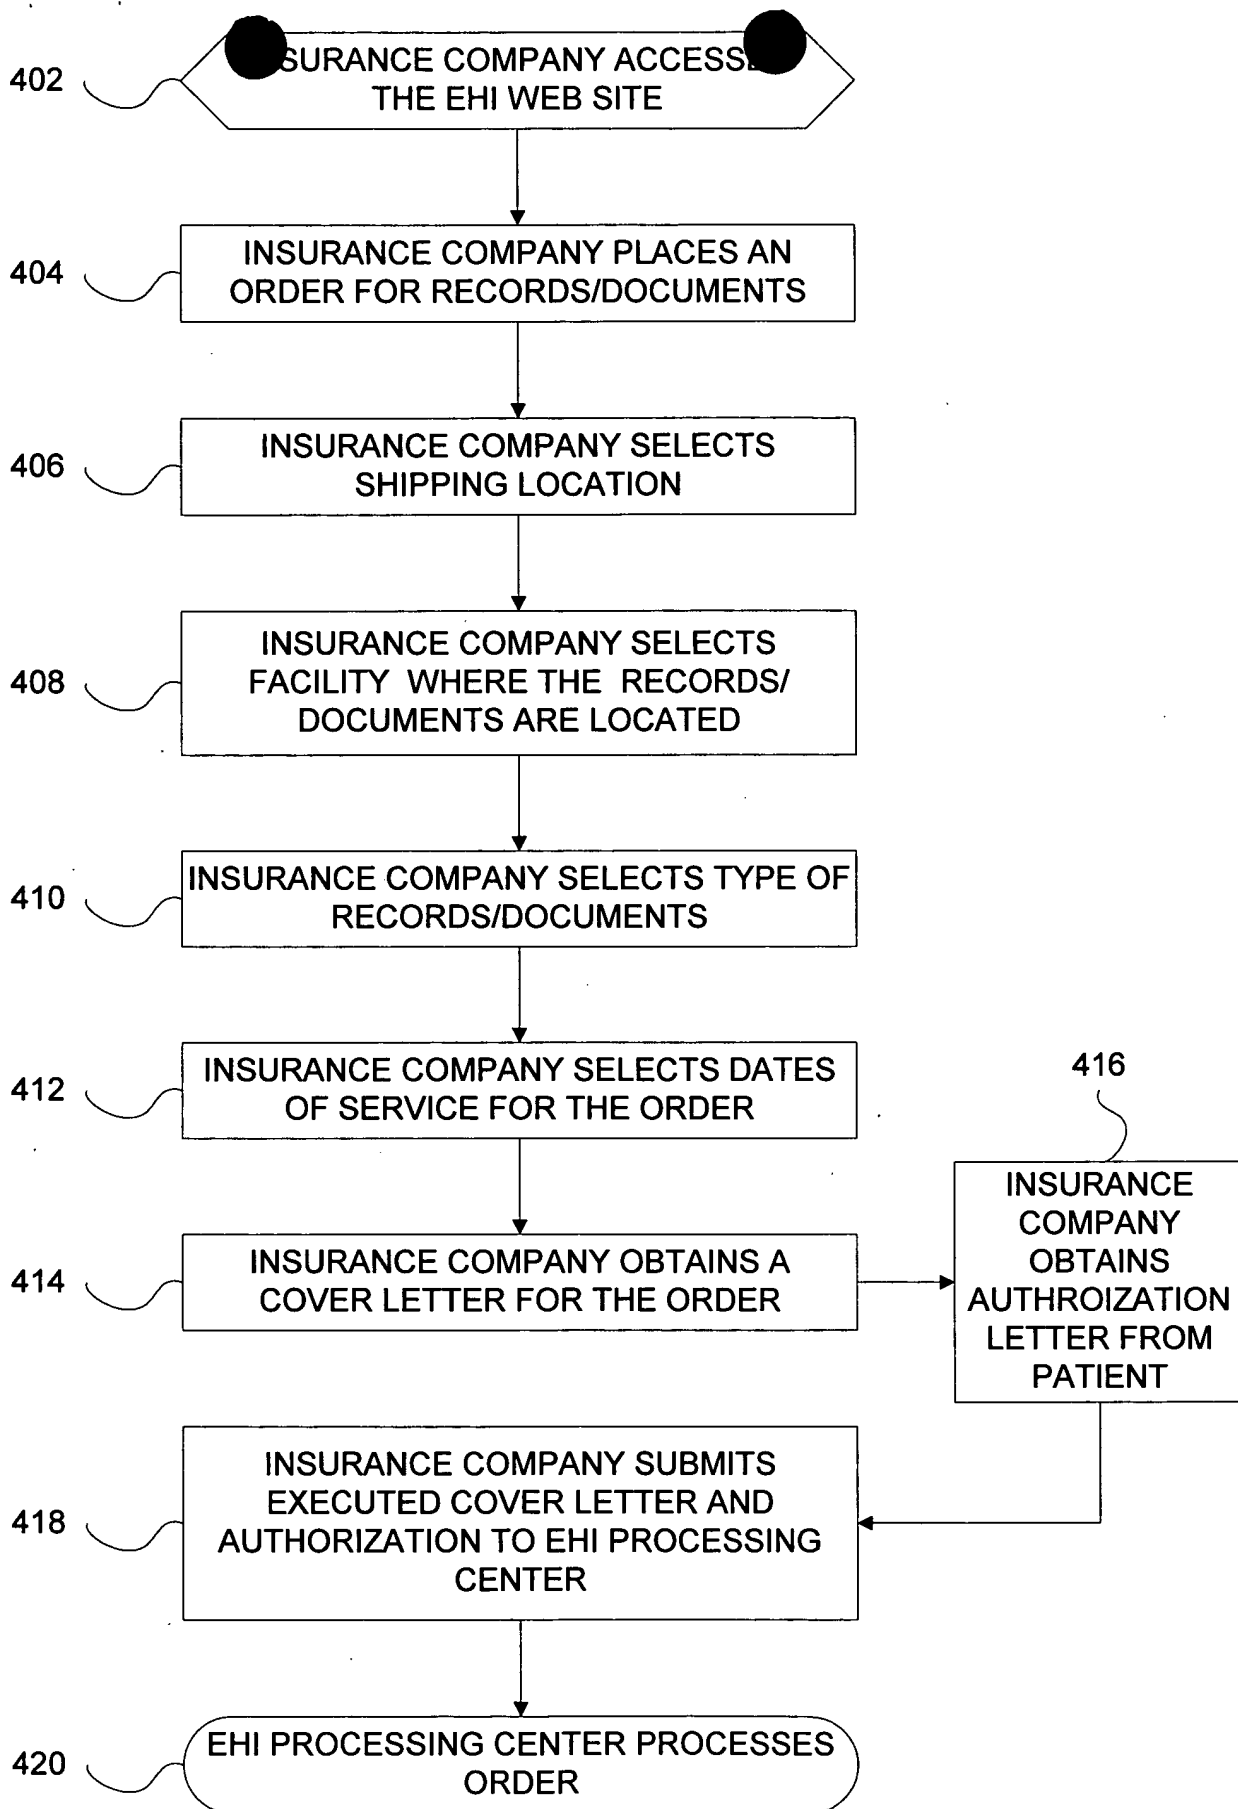 402
SURANCE COMPANY ACCESSE
THE EHI WEB SITE
404
INSURANCE COMPANY PLACES AN
ORDER FOR RECORDS/DOCUMENTS
406
INSURANCE COMPANY SELECTS
SHIPPING LOCATION
408
INSURANCE COMPANY SELECTS
FACILITY WHERE THE RECORDS/
DOCUMENTS ARE LOCATED
410
INSURANCE COMPANY SELECTS TYPE OF
RECORDS/DOCUMENTS
412
INSURANCE COMPANY SELECTS DATES
OF SERVICE FOR THE ORDER
414
INSURANCE COMPANY OBTAINS A
COVER LETTER FOR THE ORDER
416
INSURANCE
COMPANY
OBTAINS
AUTHROIZATION
LETTER FROM
PATIENT
418
INSURANCE COMPANY SUBMITS
EXECUTED COVER LETTER AND
AUTHORIZATION TO EHI PROCESSING
CENTER
420
EHI PROCESSING CENTER PROCESSES
ORDER